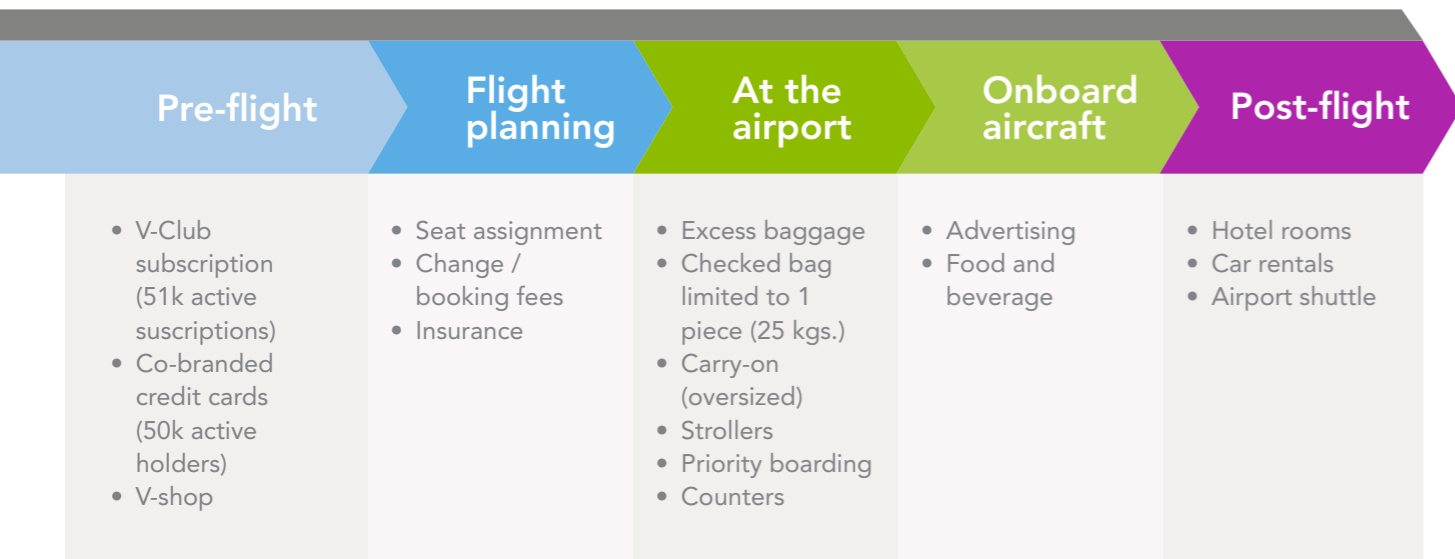 Pre-flight
Flight
planning
At the
airport
Onboard
aircraft
Post-flight
• V-Club
subscription
(51k active
suscriptions)
• Co-branded
credit cards
(50k active
holders)
• V-shop
• Seat assignment
• Change /
booking fees
• Insurance
• Excess baggage
• Checked bag
limited to 1
piece (25 kgs.)
• Carry-on
(oversized)
• Strollers
• Priority boarding
• Counters
• Advertising
• Food and
beverage
• Hotel rooms
• Car rentals
• Airport shuttle